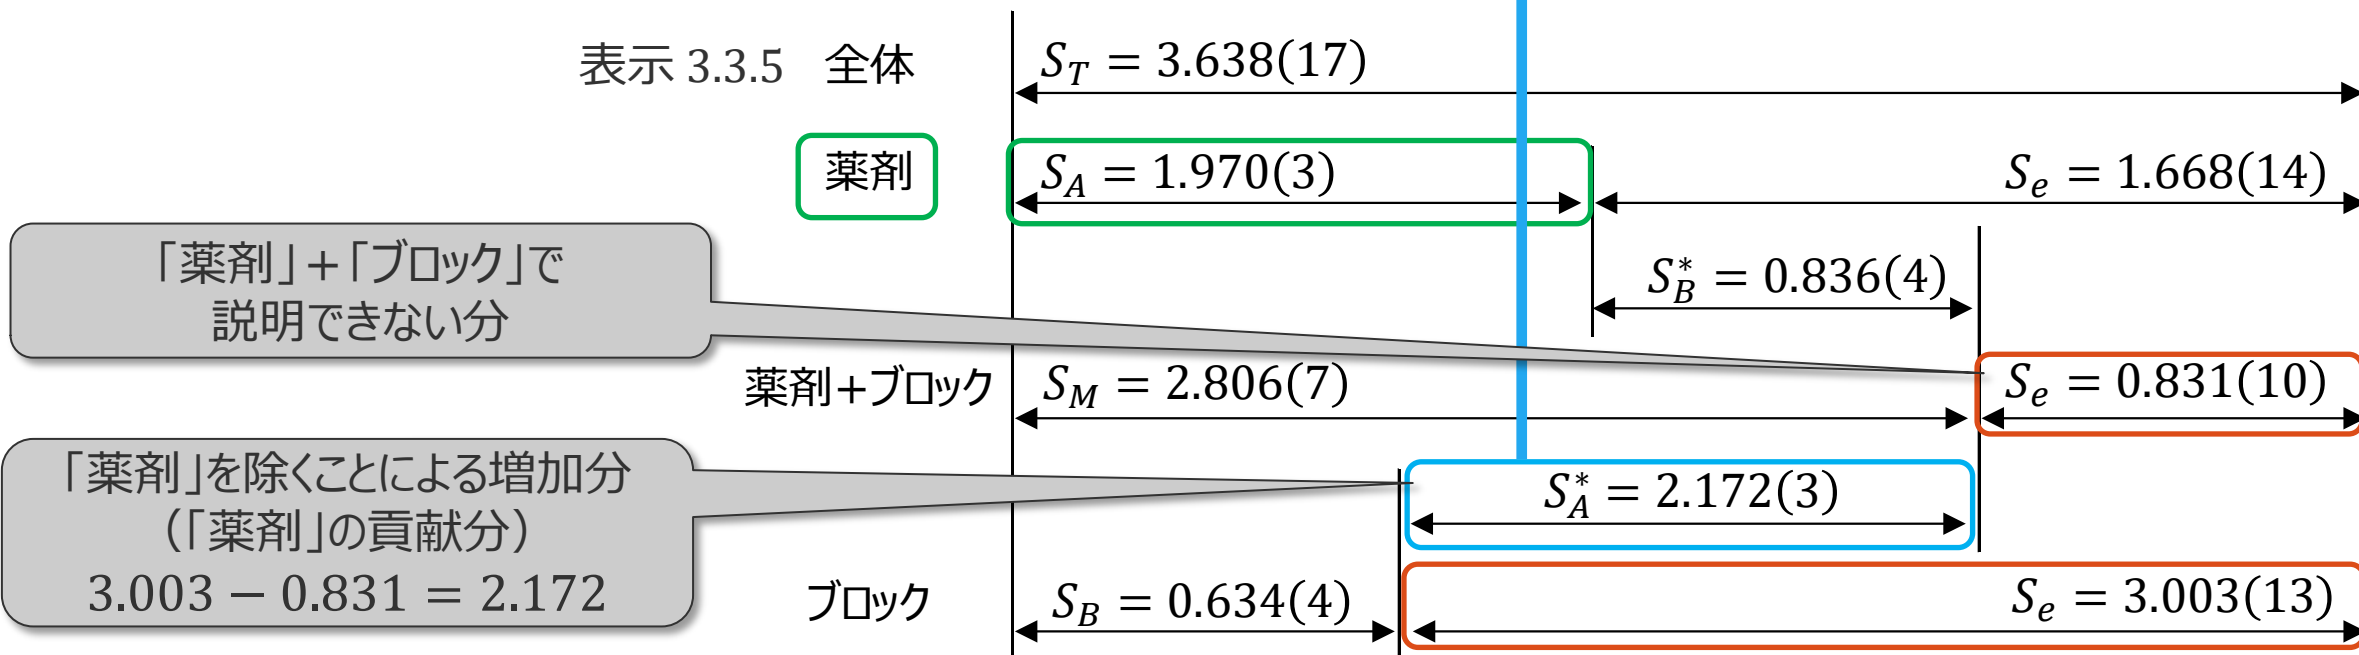 表示 3.3.5 全体 S_T = 3.638(17)
薬剤 S_A = 1.970(3) S_e = 1.668(14)
「薬剤」+「ブロック」で
説明できない分
S_B^* = 0.836(4)
薬剤+ブロック S_M = 2.806(7) S_e = 0.831(10)
「薬剤」を除くことによる増加分
(「薬剤」の貢献分)
3.003 − 0.831 = 2.172
S_A^* = 2.172(3)
ブロック S_B = 0.634(4) S_e = 3.003(13)